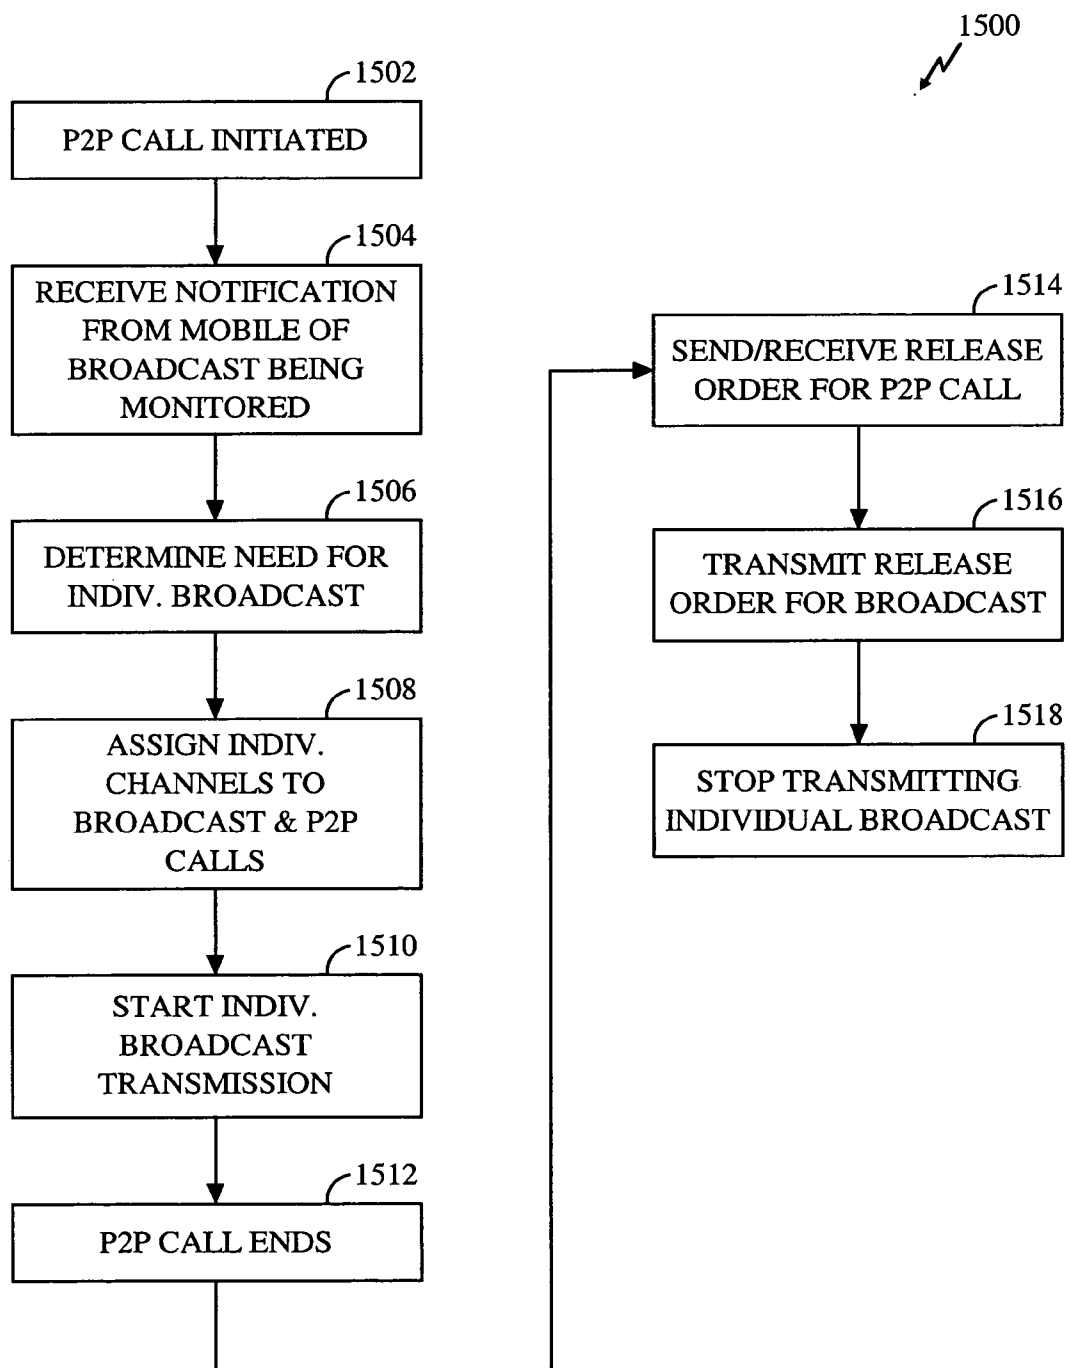 1500
1502
P2P CALL INITIATED
1504
RECEIVE NOTIFICATION
FROM MOBILE OF
BROADCAST BEING
MONITORED
1506
DETERMINE NEED FOR
INDIV. BROADCAST
1508
ASSIGN INDIV.
CHANNELS TO
BROADCAST & P2P
CALLS
1510
START INDIV.
BROADCAST
TRANSMISSION
1512
P2P CALL ENDS
1514
SEND/RECEIVE RELEASE
ORDER FOR P2P CALL
1516
TRANSMIT RELEASE
ORDER FOR BROADCAST
1518
STOP TRANSMITTING
INDIVIDUAL BROADCAST